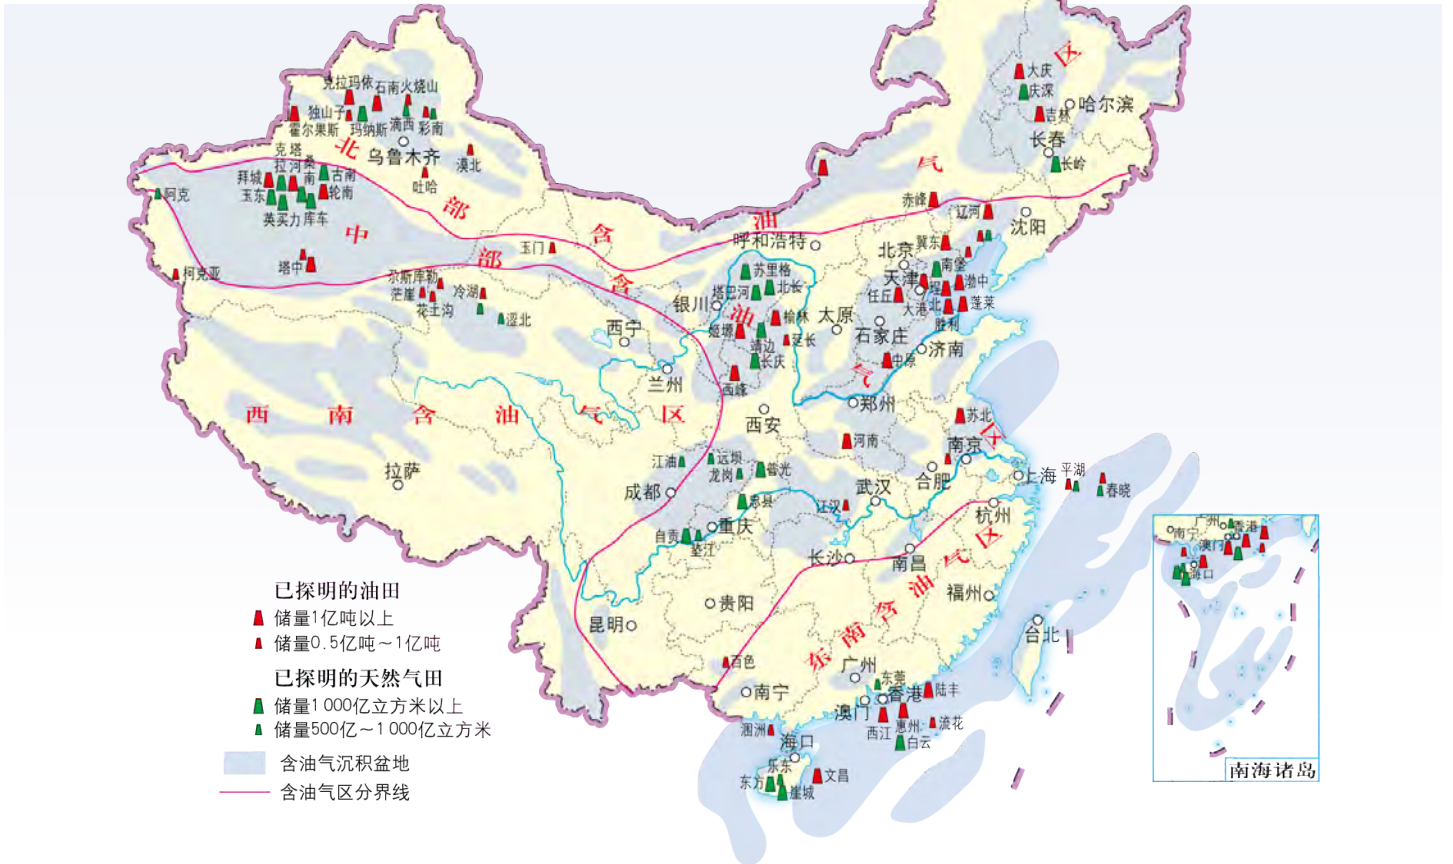 克拉玛依
石南
火烧山
独山子
霍尔果斯
玛纳斯
滴西
彩南
乌鲁木齐
漠北
吐哈
北部含油气区
克拉
塔河
桑南
吉南
拜城
轮南
玉东
英买力
库车
阿克
塔中
柯克亚
中部含油气区
玉门
尕斯库勒
茫崖
花土沟
冷湖
涩北
西宁
兰州
银川
呼和浩特
苏里格
塔巴河
北长
榆林
姬塬
靖边
延长
长庆
西峰
太原
石家庄
北京
天津
任丘
大港
冀东
南堡
渤中
蓬莱
胜利
中原
济南
赤峰
辽河
沈阳
大庆
庆深
哈尔滨
吉林
长春
长岭
西南含油气区
拉萨
郑州
西安
河南
苏北
南京
合肥
上海
平湖
春晓
杭州
武汉
江汉
江油
远坝
龙岗
普光
成都
忠县
重庆
自贡
垫江
长沙
南昌
东南含油气区
贵阳
昆明
福州
台北
百色
南宁
广州
东莞
香港
陆丰
澳门
西江
惠州
流花
白云
涠洲
海口
乐东
东方
崖城
文昌
广州
香港
南宁
澳门
海口
南海诸岛
已探明的油田
储量1亿吨以上
储量0.5亿吨～1亿吨
已探明的天然气田
储量1000亿立方米以上
储量500亿～1000亿立方米
含油气沉积盆地
含油气区分界线